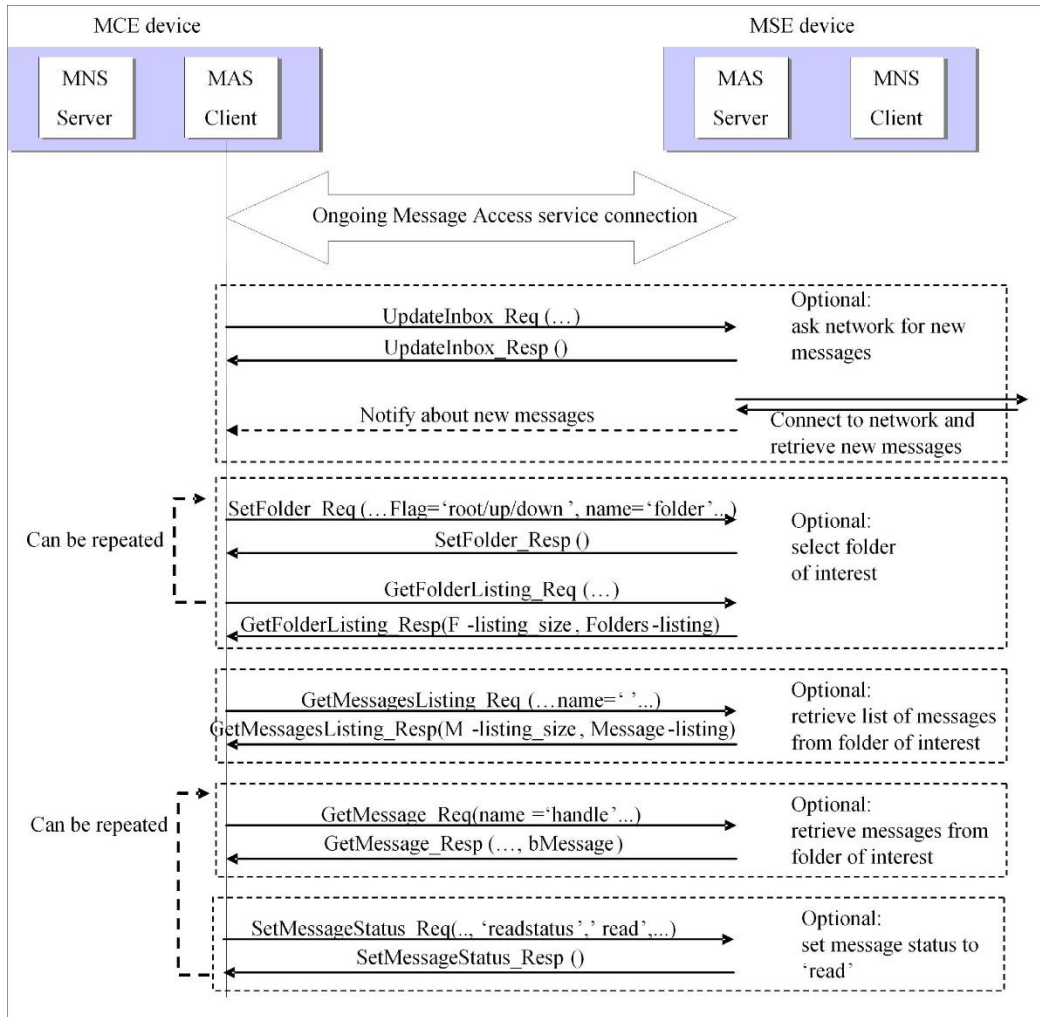 MCE device
MSE device
MNS
Server
MAS
Client
MAS
Server
MNS
Client
Ongoing Message Access service connection
UpdateInbox_Req (…)
UpdateInbox_Resp ()
Optional:
ask network for new
messages
Notify about new messages
Connect to network and
retrieve new messages
Can be repeated
SetFolder_Req (…Flag=‘root/up/down’, name=‘folder’..)
SetFolder_Resp ()
GetFolderListing_Req (…)
GetFolderListing_Resp(F -listing_size, Folders-listing)
Optional:
select folder
of interest
GetMessagesListing_Req (…name=‘ ’...)
GetMessagesListing_Resp(M -listing_size, Message-listing)
Optional:
retrieve list of messages
from folder of interest
Can be repeated
GetMessage_Req(name =‘handle’...)
GetMessage_Resp (…, bMessage)
Optional:
retrieve messages from
folder of interest
SetMessageStatus_Req(.., ‘readstatus’,’ read’,...)
SetMessageStatus_Resp ()
Optional:
set message status to
‘read’